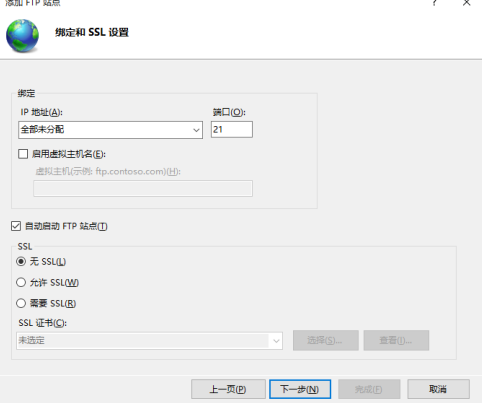 添加 FTP 站点
?
×
绑定和 SSL 设置
绑定
IP 地址(A):
端口(O):
全部未分配
21
启用虚拟主机名(E):
虚拟主机(示例: ftp.contoso.com)(H):
自动启动 FTP 站点(T)
SSL
无 SSL(L)
允许 SSL(W)
需要 SSL(R)
SSL 证书(C):
未选定
选择(S)...
查看(I)...
上一页(P)
下一步(N)
完成(F)
取消